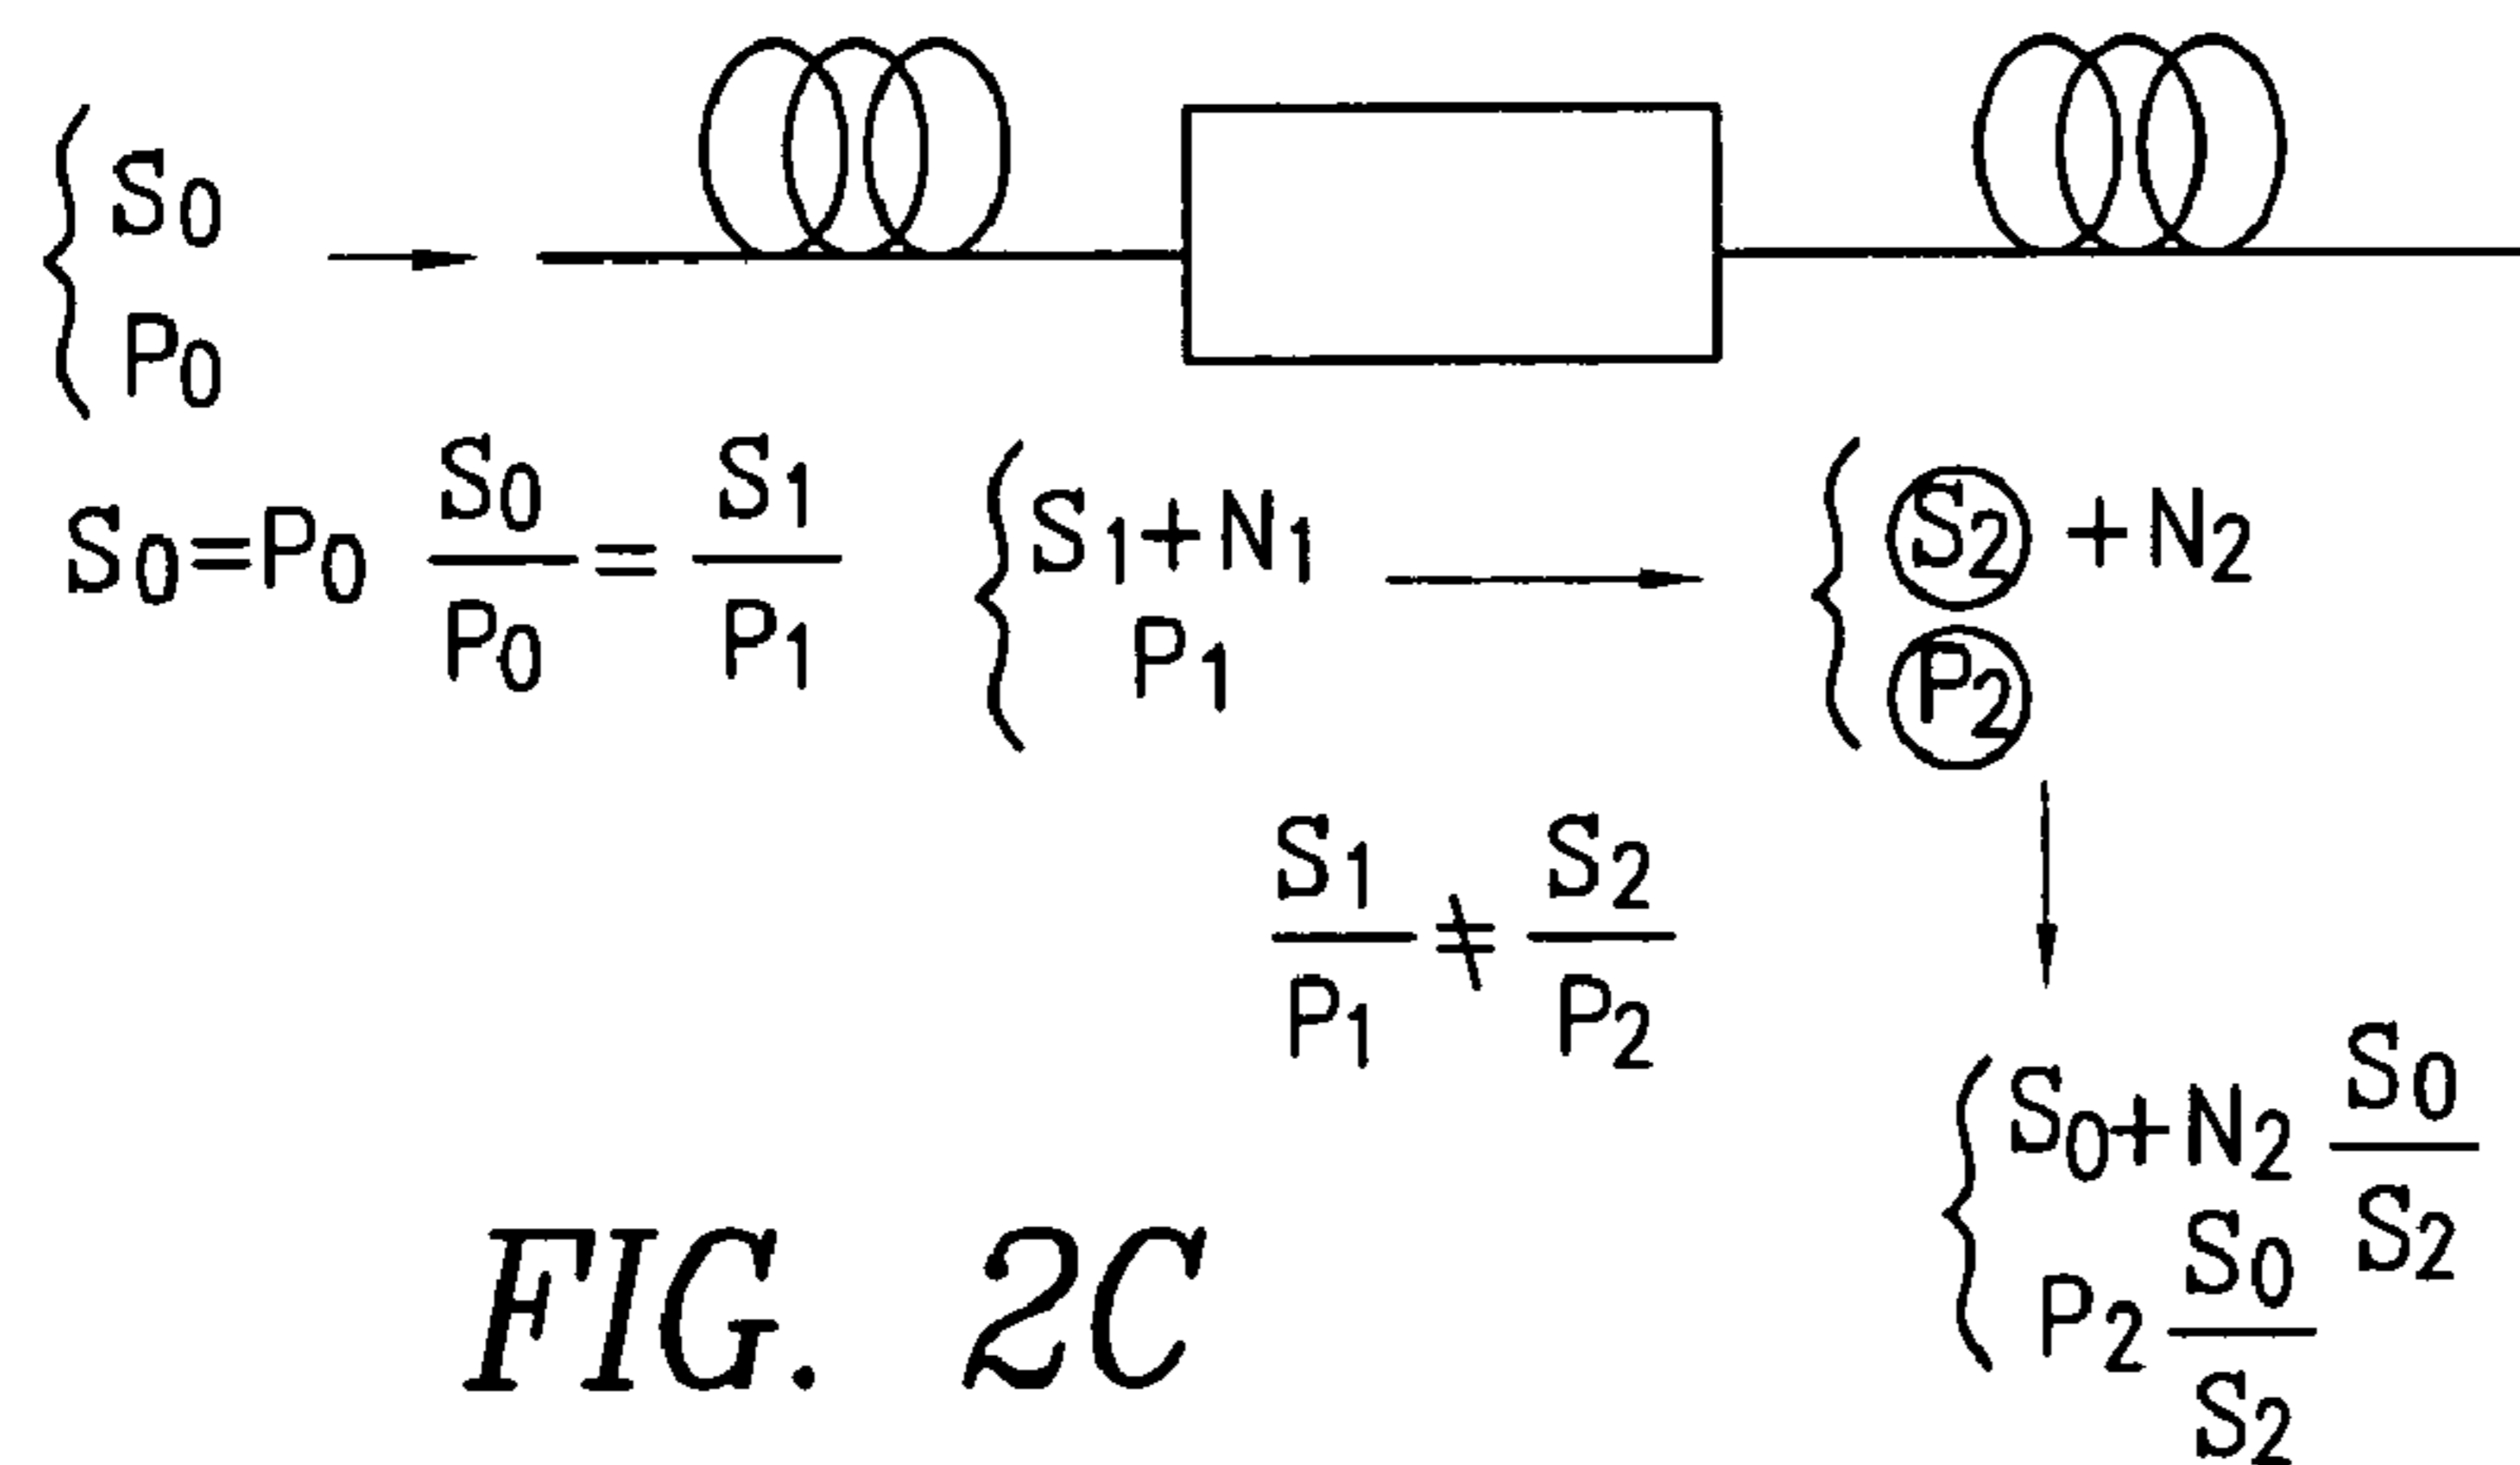 S₀
P₀
S₀=P₀ S₀/P₀ = S₁/P₁
S₁+N₁
P₁
S₂ + N₂
P₂
S₁/P₁ ≠ S₂/P₂
S₀+N₂ S₀/S₂
P₂ S₀/S₂
FIG. 2C